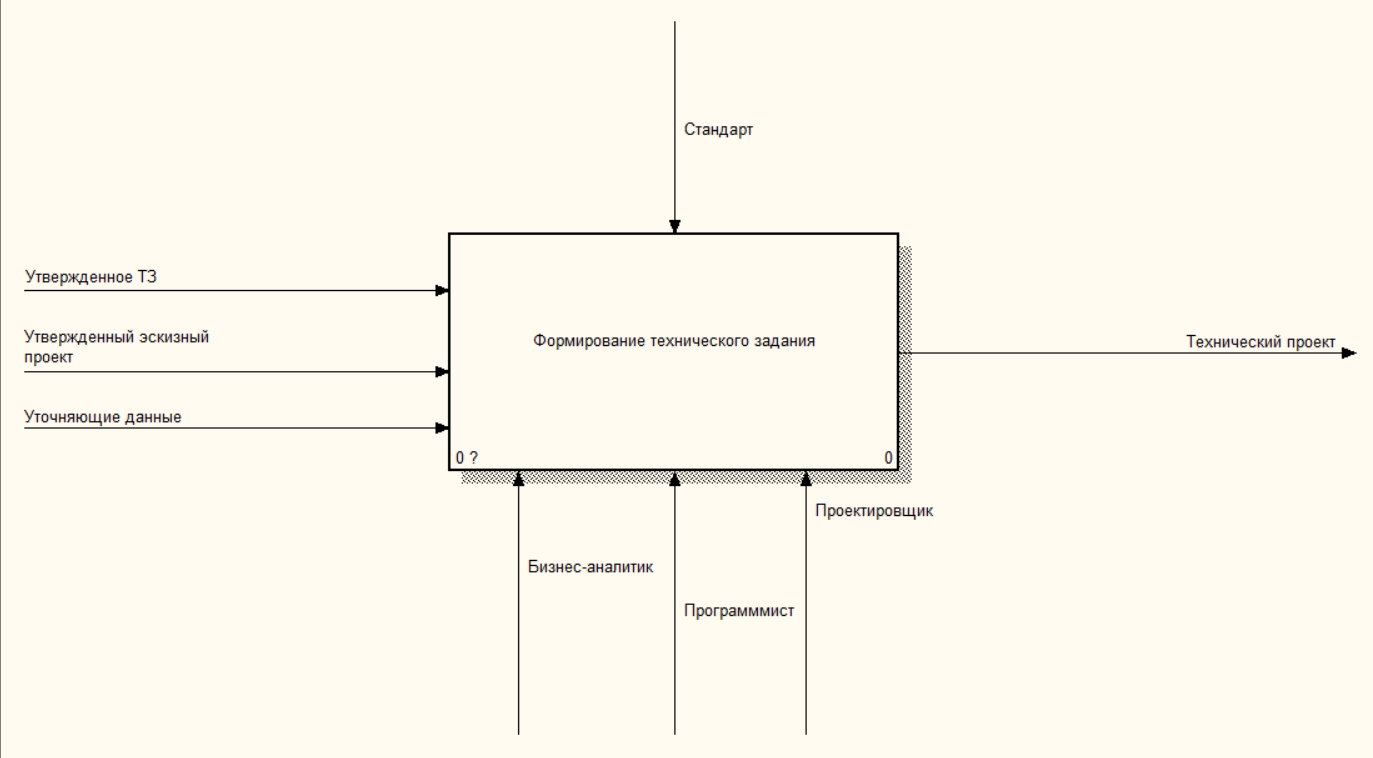 Стандарт
Утвержденное ТЗ
Утвержденный эскизный
проект
Уточняющие данные
Формирование технического задания
0 ?
0
Технический проект
Проектировщик
Бизнес-аналитик
Программмист